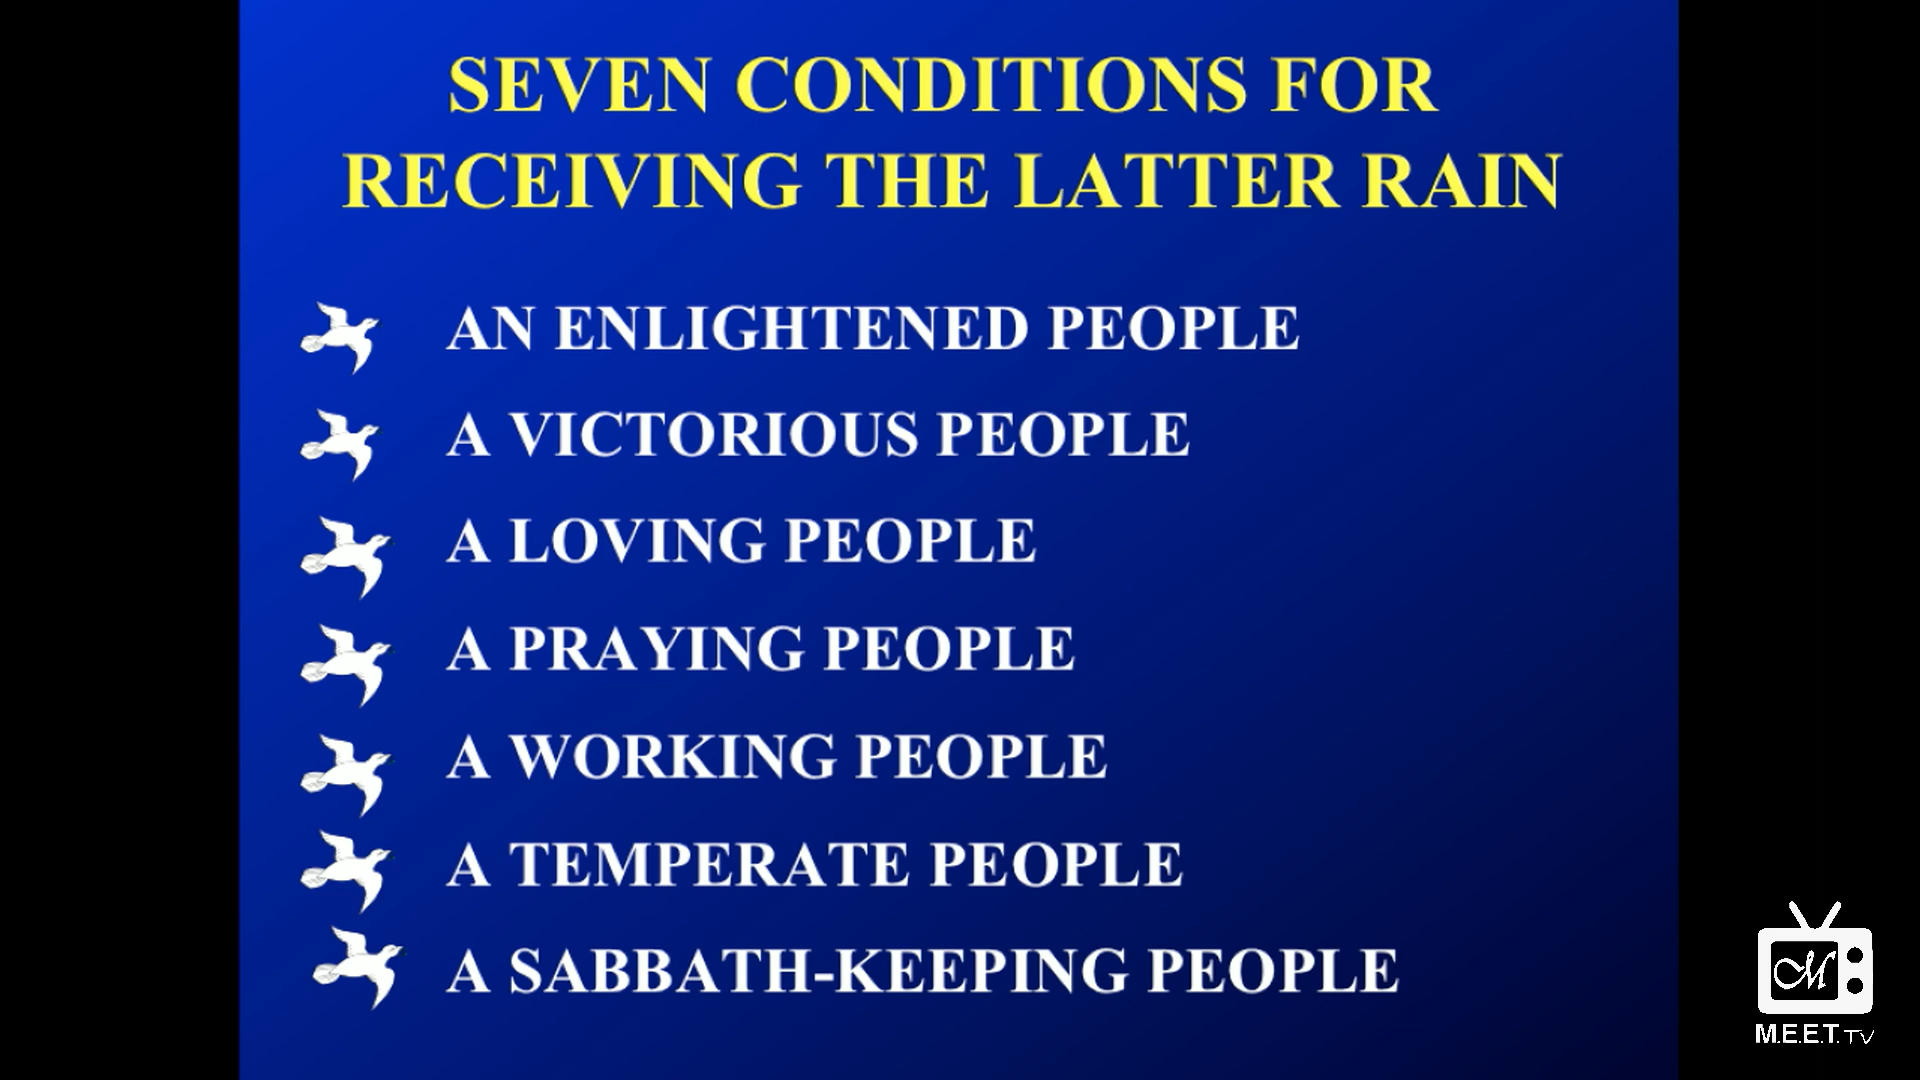 SEVEN CONDITIONS FOR
RECEIVING THE LATTER RAIN
AN ENLIGHTENED PEOPLE
A VICTORIOUS PEOPLE
A LOVING PEOPLE
A PRAYING PEOPLE
A WORKING PEOPLE
A TEMPERATE PEOPLE
A SABBATH-KEEPING PEOPLE
M
M.E.E.T. TV